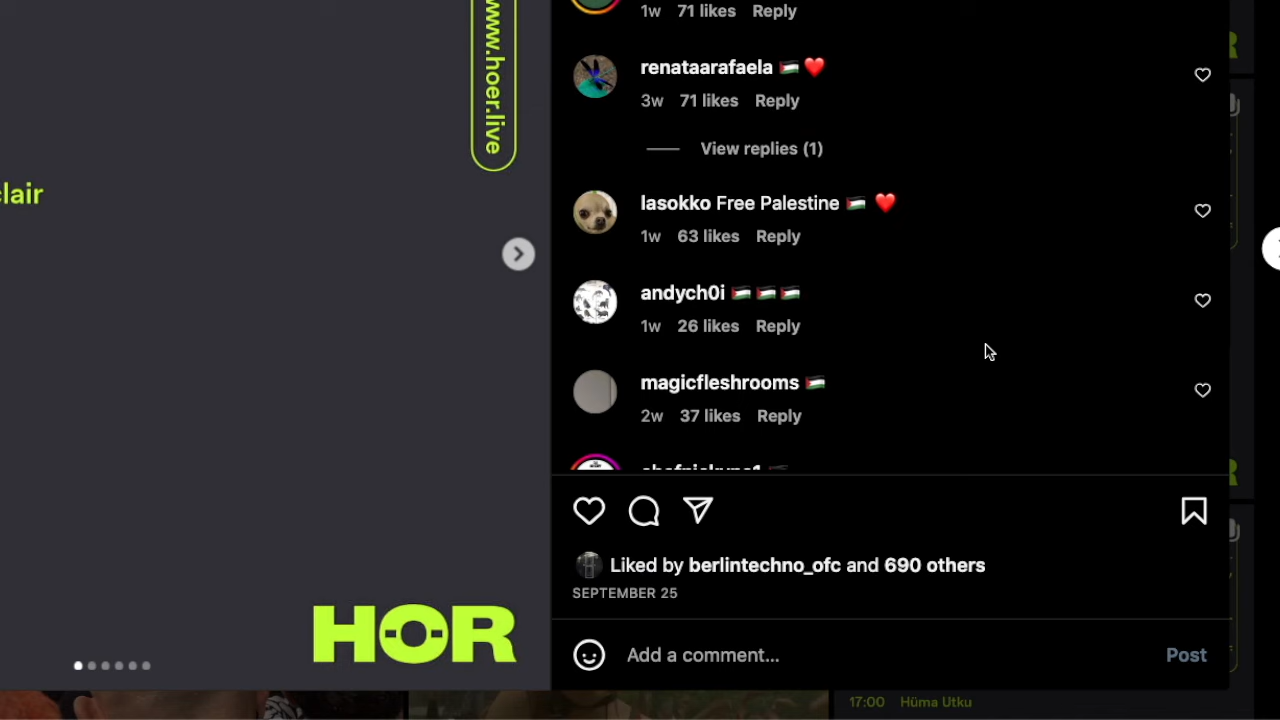 www.hoer.live
clair
HOR
1w 71 likes Reply
renataarafaela 🇵🇸❤️
3w 71 likes Reply
View replies (1)
lasokko Free Palestine 🇵🇸 ❤️
1w 63 likes Reply
andych0i 🇵🇸🇵🇸🇵🇸
1w 26 likes Reply
magicfleshrooms 🇵🇸
2w 37 likes Reply
Liked by berlintechno_ofc and 690 others
SEPTEMBER 25
Add a comment...
Post
17:00 Hüma Utku